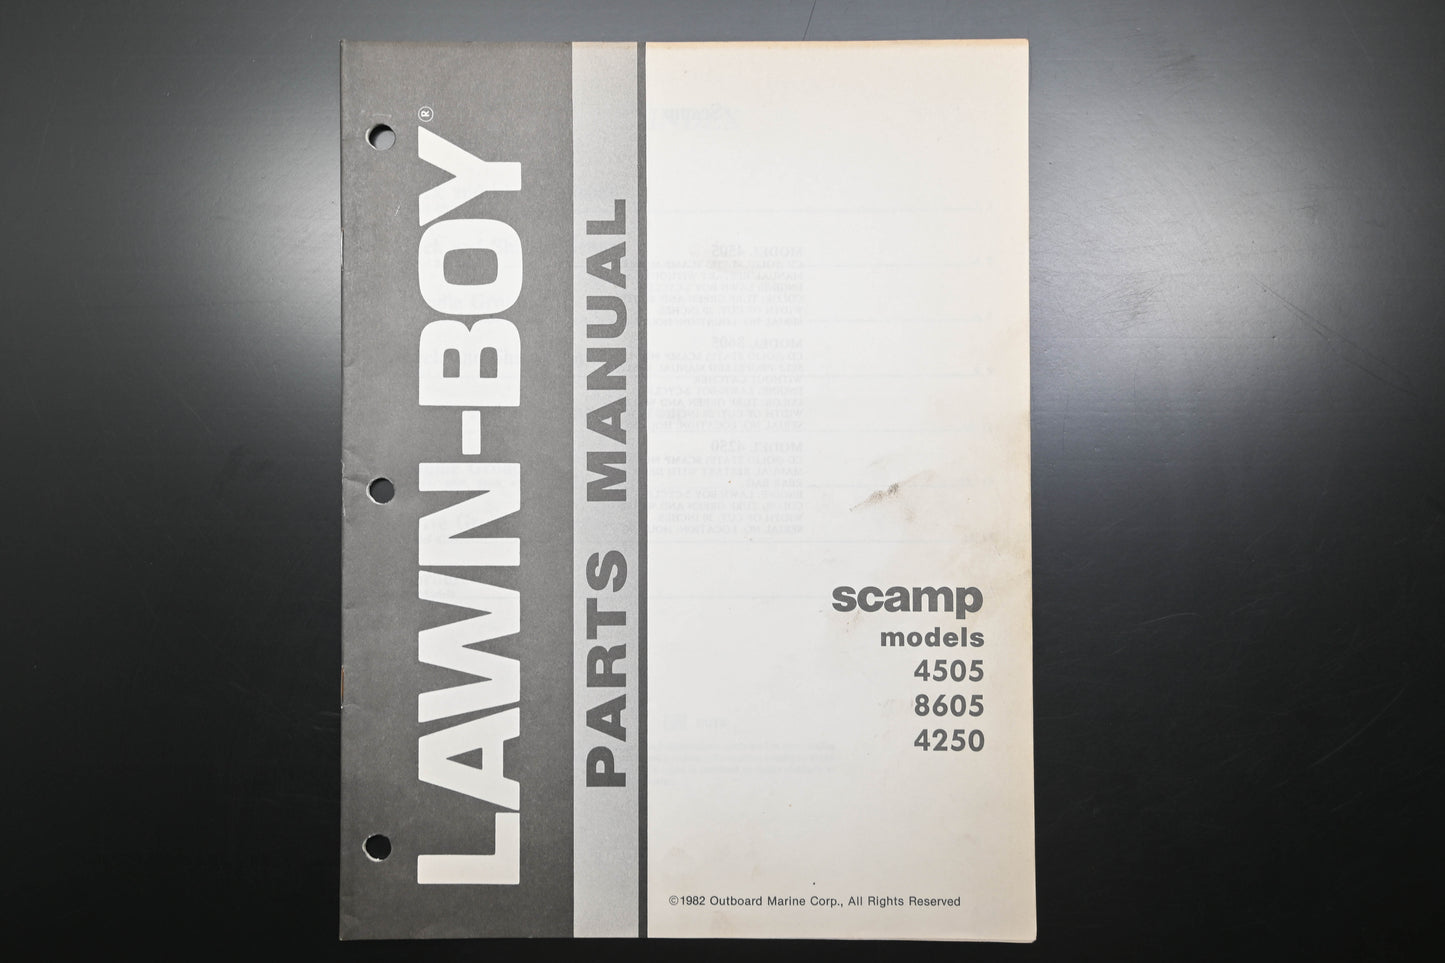 LAWN-BOY®
PARTS MANUAL
scamp
models
4505
8605
4250
©1982 Outboard Marine Corp., All Rights Reserved